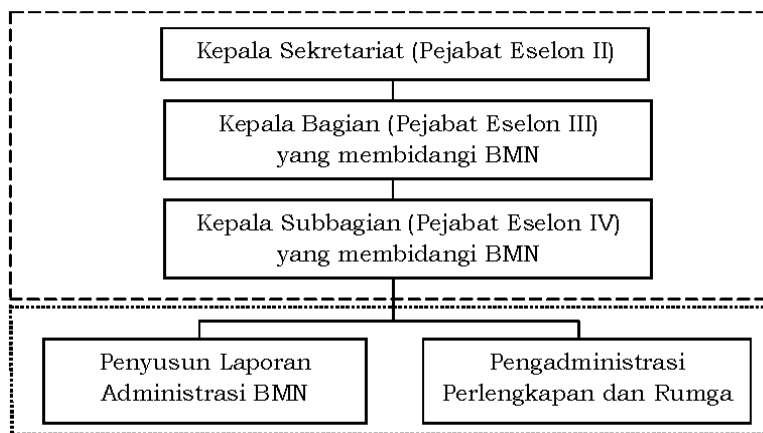 Kepala Sekretariat (Pejabat Eselon II)
Kepala Bagian (Pejabat Eselon III)
yang membidangi BMN
Kepala Subbagian (Pejabat Eselon IV)
yang membidangi BMN
Penyusun Laporan
Administrasi BMN
Pengadministrasi
Perlengkapan dan Rumga